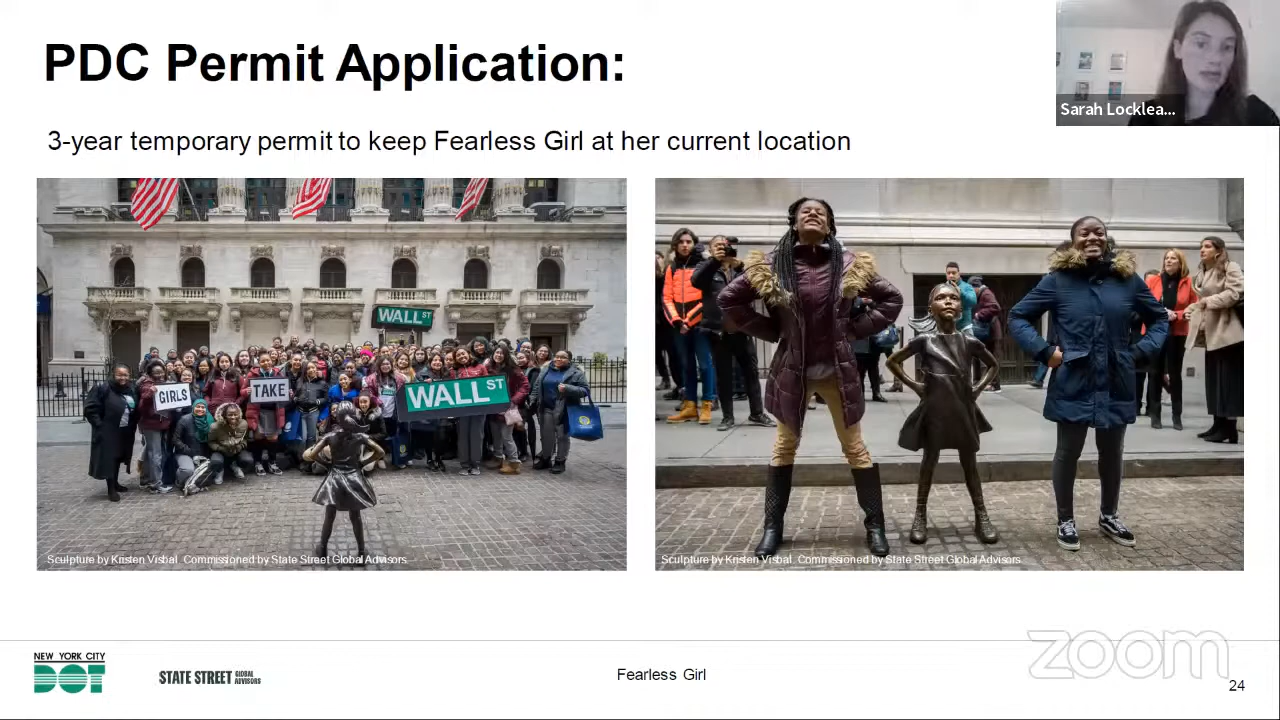 PDC Permit Application:
Sarah Locklea...
3-year temporary permit to keep Fearless Girl at her current location
WALL ST
GIRLS
TAKE
WALL ST
Sculpture by Kristen Visbal. Commissioned by State Street Global Advisors.
Sculpture by Kristen Visbal. Commissioned by State Street Global Advisors.
NEW YORK CITY
DOT
STATE STREET GLOBAL ADVISORS
Fearless Girl
zoom
24